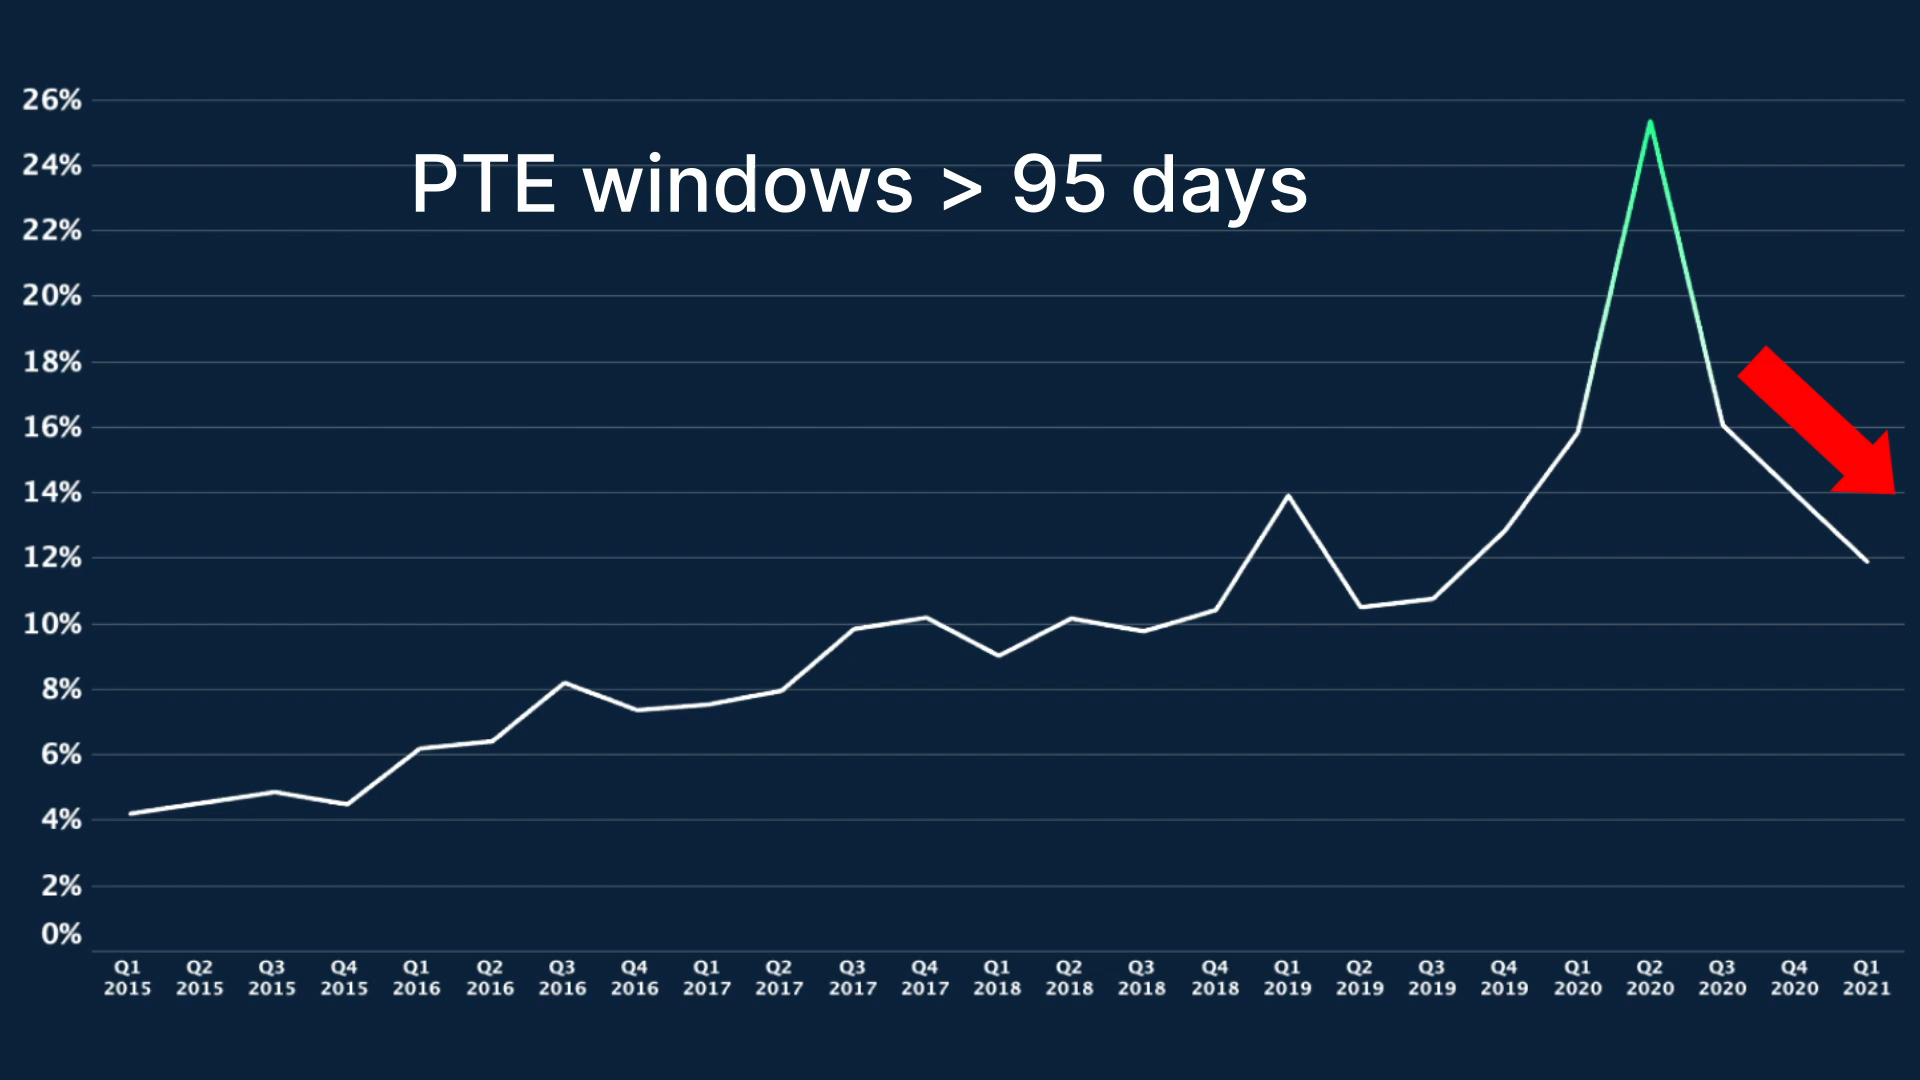 PTE windows > 95 days
26%
24%
22%
20%
18%
16%
14%
12%
10%
8%
6%
4%
2%
0%
Q1 2015
Q2 2015
Q3 2015
Q4 2015
Q1 2016
Q2 2016
Q3 2016
Q4 2016
Q1 2017
Q2 2017
Q3 2017
Q4 2017
Q1 2018
Q2 2018
Q3 2018
Q4 2018
Q1 2019
Q2 2019
Q3 2019
Q4 2019
Q1 2020
Q2 2020
Q3 2020
Q4 2020
Q1 2021